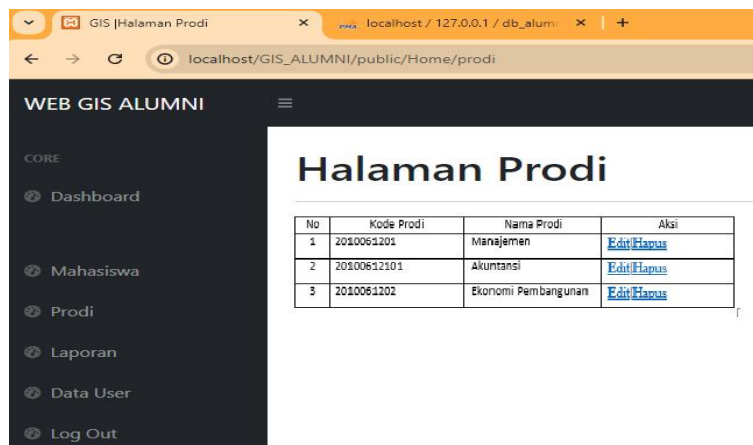 GIS |Halaman Prodi
localhost / 127.0.0.1 / db_alumn
localhost/GIS_ALUMNI/public/Home/prodi
WEB GIS ALUMNI
CORE
Dashboard
Mahasiswa
Prodi
Laporan
Data User
Log Out
Halaman Prodi
No Kode Prodi Nama Prodi Aksi
1 2010061201 Manajemen Edit|Hapus
2 20100612101 Akuntansi Edit|Hapus
3 2010061202 Ekonomi Pembangunan Edit|Hapus